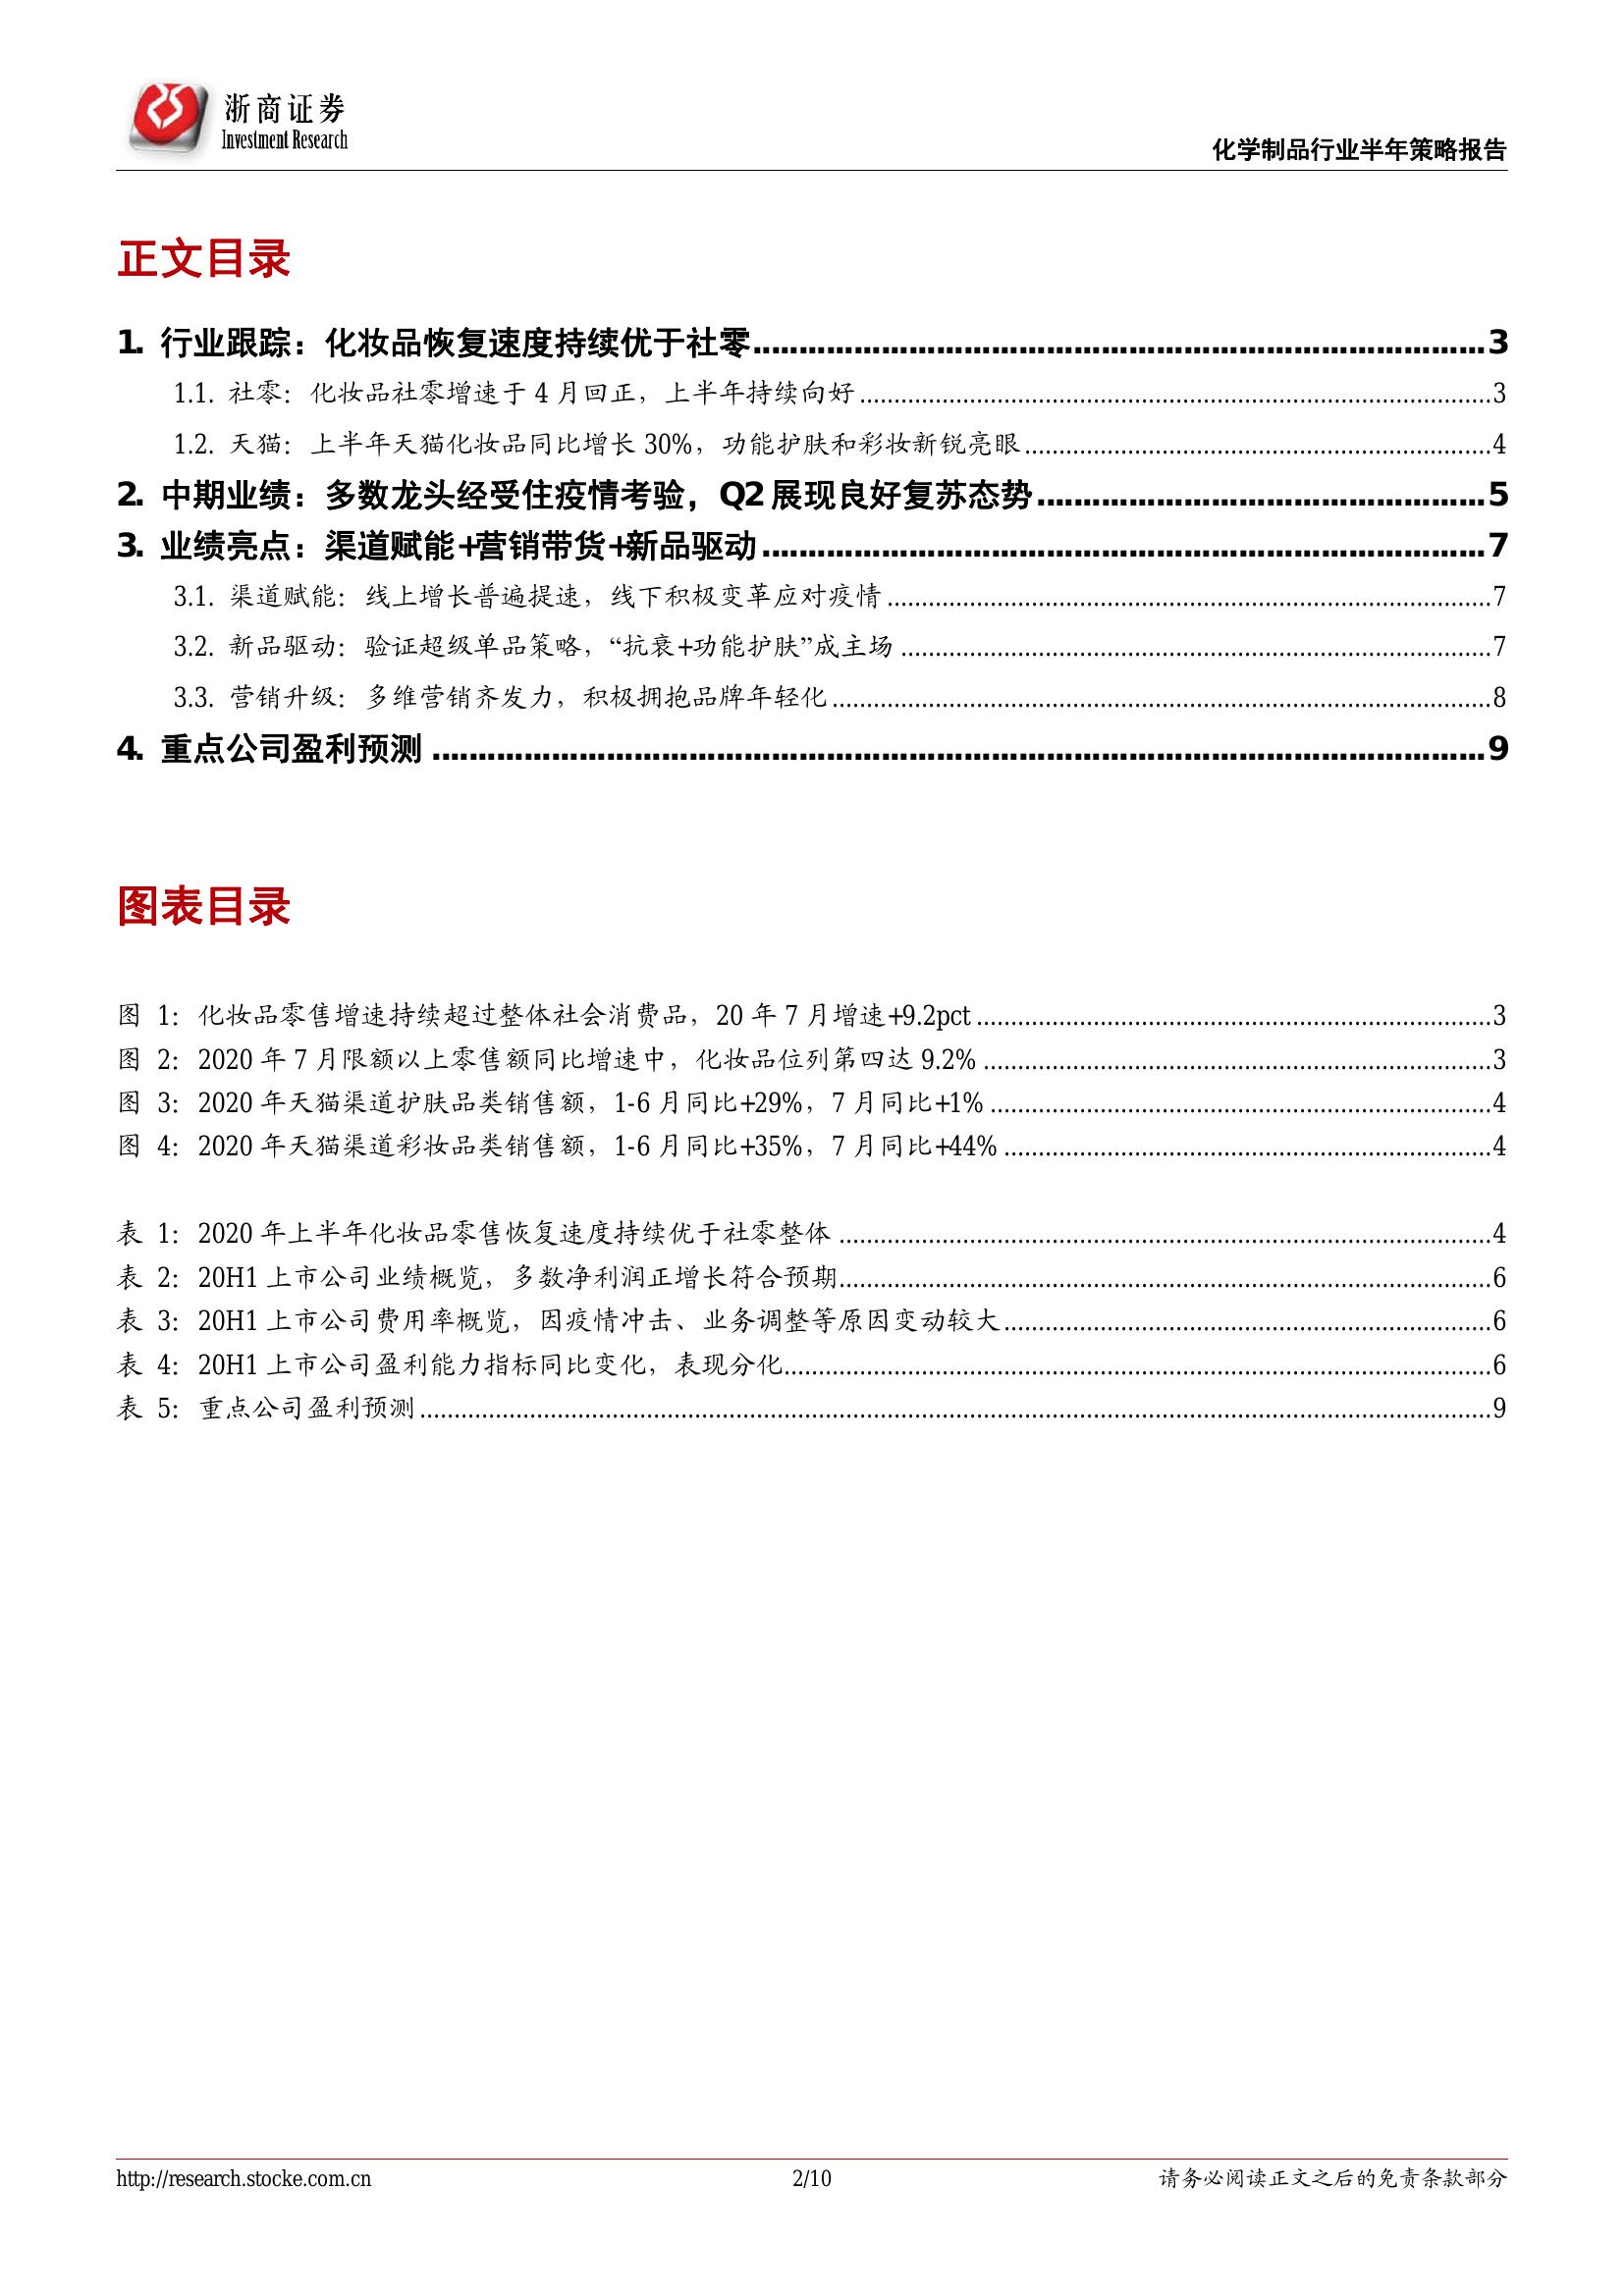 浙商证券
Investment Research
化学制品行业半年策略报告
正文目录
1. 行业跟踪：化妆品恢复速度持续优于社零........................3
1.1. 社零：化妆品社零增速于 4 月回正，上半年持续向好........................3
1.2. 天猫：上半年天猫化妆品同比增长 30%，功能护肤和彩妆新锐亮眼........................4
2. 中期业绩：多数龙头经受住疫情考验，Q2 展现良好复苏态势........................5
3. 业绩亮点：渠道赋能+营销带货+新品驱动........................7
3.1. 渠道赋能：线上增长普遍提速，线下积极变革应对疫情........................7
3.2. 新品驱动：验证超级单品策略，“抗衰+功能护肤”成主场........................7
3.3. 营销升级：多维营销齐发力，积极拥抱品牌年轻化........................8
4. 重点公司盈利预测........................9
图表目录
图 1：化妆品零售增速持续超过整体社会消费品，20 年 7 月增速+9.2pct........................3
图 2：2020 年 7 月限额以上零售额同比增速中，化妆品位列第四达 9.2%........................3
图 3：2020 年天猫渠道护肤品类销售额，1-6 月同比+29%，7 月同比+1%........................4
图 4：2020 年天猫渠道彩妆品类销售额，1-6 月同比+35%，7 月同比+44%........................4
表 1：2020 年上半年化妆品零售恢复速度持续优于社零整体........................4
表 2：20H1 上市公司业绩概览，多数净利润正增长符合预期........................6
表 3：20H1 上市公司费用率概览，因疫情冲击、业务调整等原因变动较大........................6
表 4：20H1 上市公司盈利能力指标同比变化，表现分化........................6
表 5：重点公司盈利预测........................9
http://research.stocke.com.cn
2/10
请务必阅读正文之后的免责条款部分